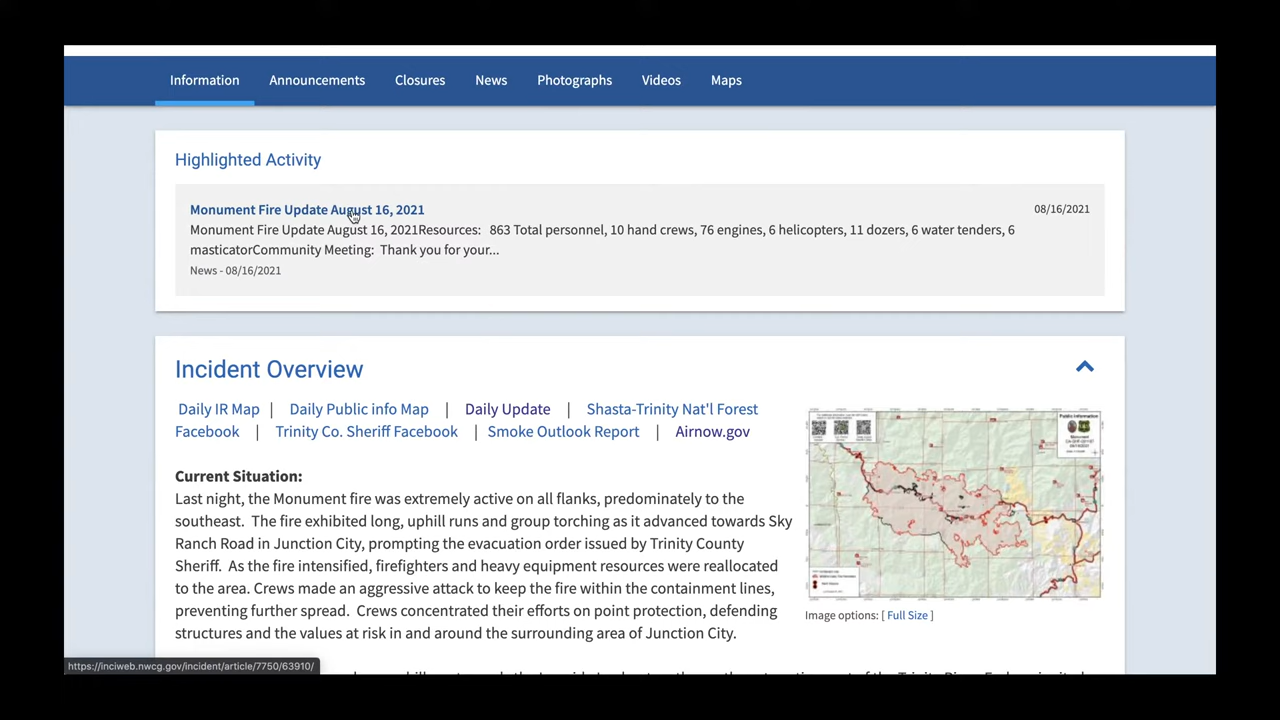 Information Announcements Closures News Photographs Videos Maps
Highlighted Activity
Monument Fire Update August 16, 2021 08/16/2021
Monument Fire Update August 16, 2021Resources: 863 Total personnel, 10 hand crews, 76 engines, 6 helicopters, 11 dozers, 6 water tenders, 6
masticatorCommunity Meeting: Thank you for your...
News - 08/16/2021
Incident Overview
Daily IR Map | Daily Public info Map | Daily Update | Shasta-Trinity Nat'l Forest
Facebook | Trinity Co. Sheriff Facebook | Smoke Outlook Report | Airnow.gov
Public Information
Current Situation:
Last night, the Monument fire was extremely active on all flanks, predominately to the
southeast. The fire exhibited long, uphill runs and group torching as it advanced towards Sky
Ranch Road in Junction City, prompting the evacuation order issued by Trinity County
Sheriff. As the fire intensified, firefighters and heavy equipment resources were reallocated
to the area. Crews made an aggressive attack to keep the fire within the containment lines,
preventing further spread. Crews concentrated their efforts on point protection, defending
structures and the values at risk in and around the surrounding area of Junction City.
Image options: [ Full Size ]
https://inciweb.nwcg.gov/incident/article/7750/63910/